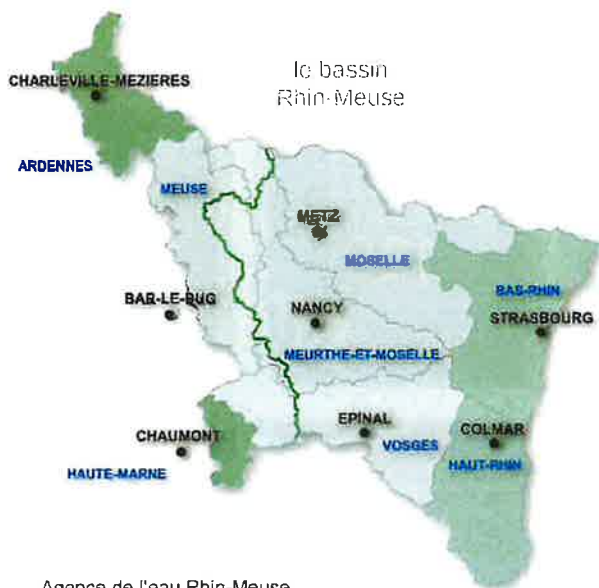 le bassin
Rhin-Meuse
CHARLEVILLE-MEZIERES
ARDENNES
MEUSE
METZ
MOSELLE
BAS-RHIN
BAR-LE-DUC
NANCY
STRASBOURG
MEURTHE-ET-MOSELLE
CHAUMONT
EPINAL
VOSGES
COLMAR
HAUTE-MARNE
HAUT-RHIN
Agence de l'eau Rhin-Meuse